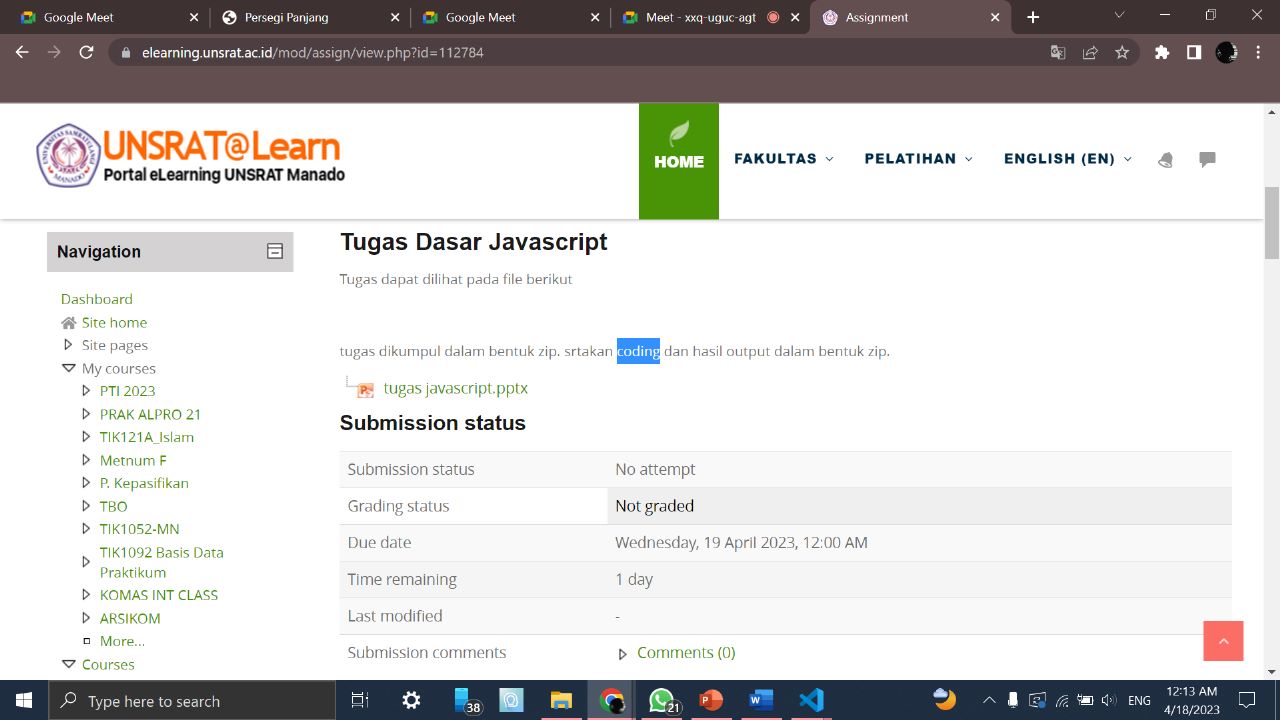 Google Meet
Persegi Panjang
Google Meet
Meet - xxq-uguc-agt
Assignment
elearning.unsrat.ac.id/mod/assign/view.php?id=112784
UNIVERSITAS SAM RATULANGI
MANADO
UNSRAT@Learn
Portal eLearning UNSRAT Manado
HOME
FAKULTAS
PELATIHAN
ENGLISH (EN)
Navigation
Dashboard
Site home
Site pages
My courses
PTI 2023
PRAK ALPRO 21
TIK121A_Islam
Metnum F
P. Kepasifikan
TBO
TIK1052-MN
TIK1092 Basis Data
Praktikum
KOMAS INT CLASS
ARSIKOM
More...
Courses
Tugas Dasar Javascript
Tugas dapat dilihat pada file berikut
tugas dikumpul dalam bentuk zip. srtakan coding dan hasil output dalam bentuk zip.
tugas javascript.pptx
Submission status
Submission status No attempt
Grading status Not graded
Due date Wednesday, 19 April 2023, 12:00 AM
Time remaining 1 day
Last modified -
Submission comments Comments (0)
Type here to search
38
21
ENG
12:13 AM
4/18/2023